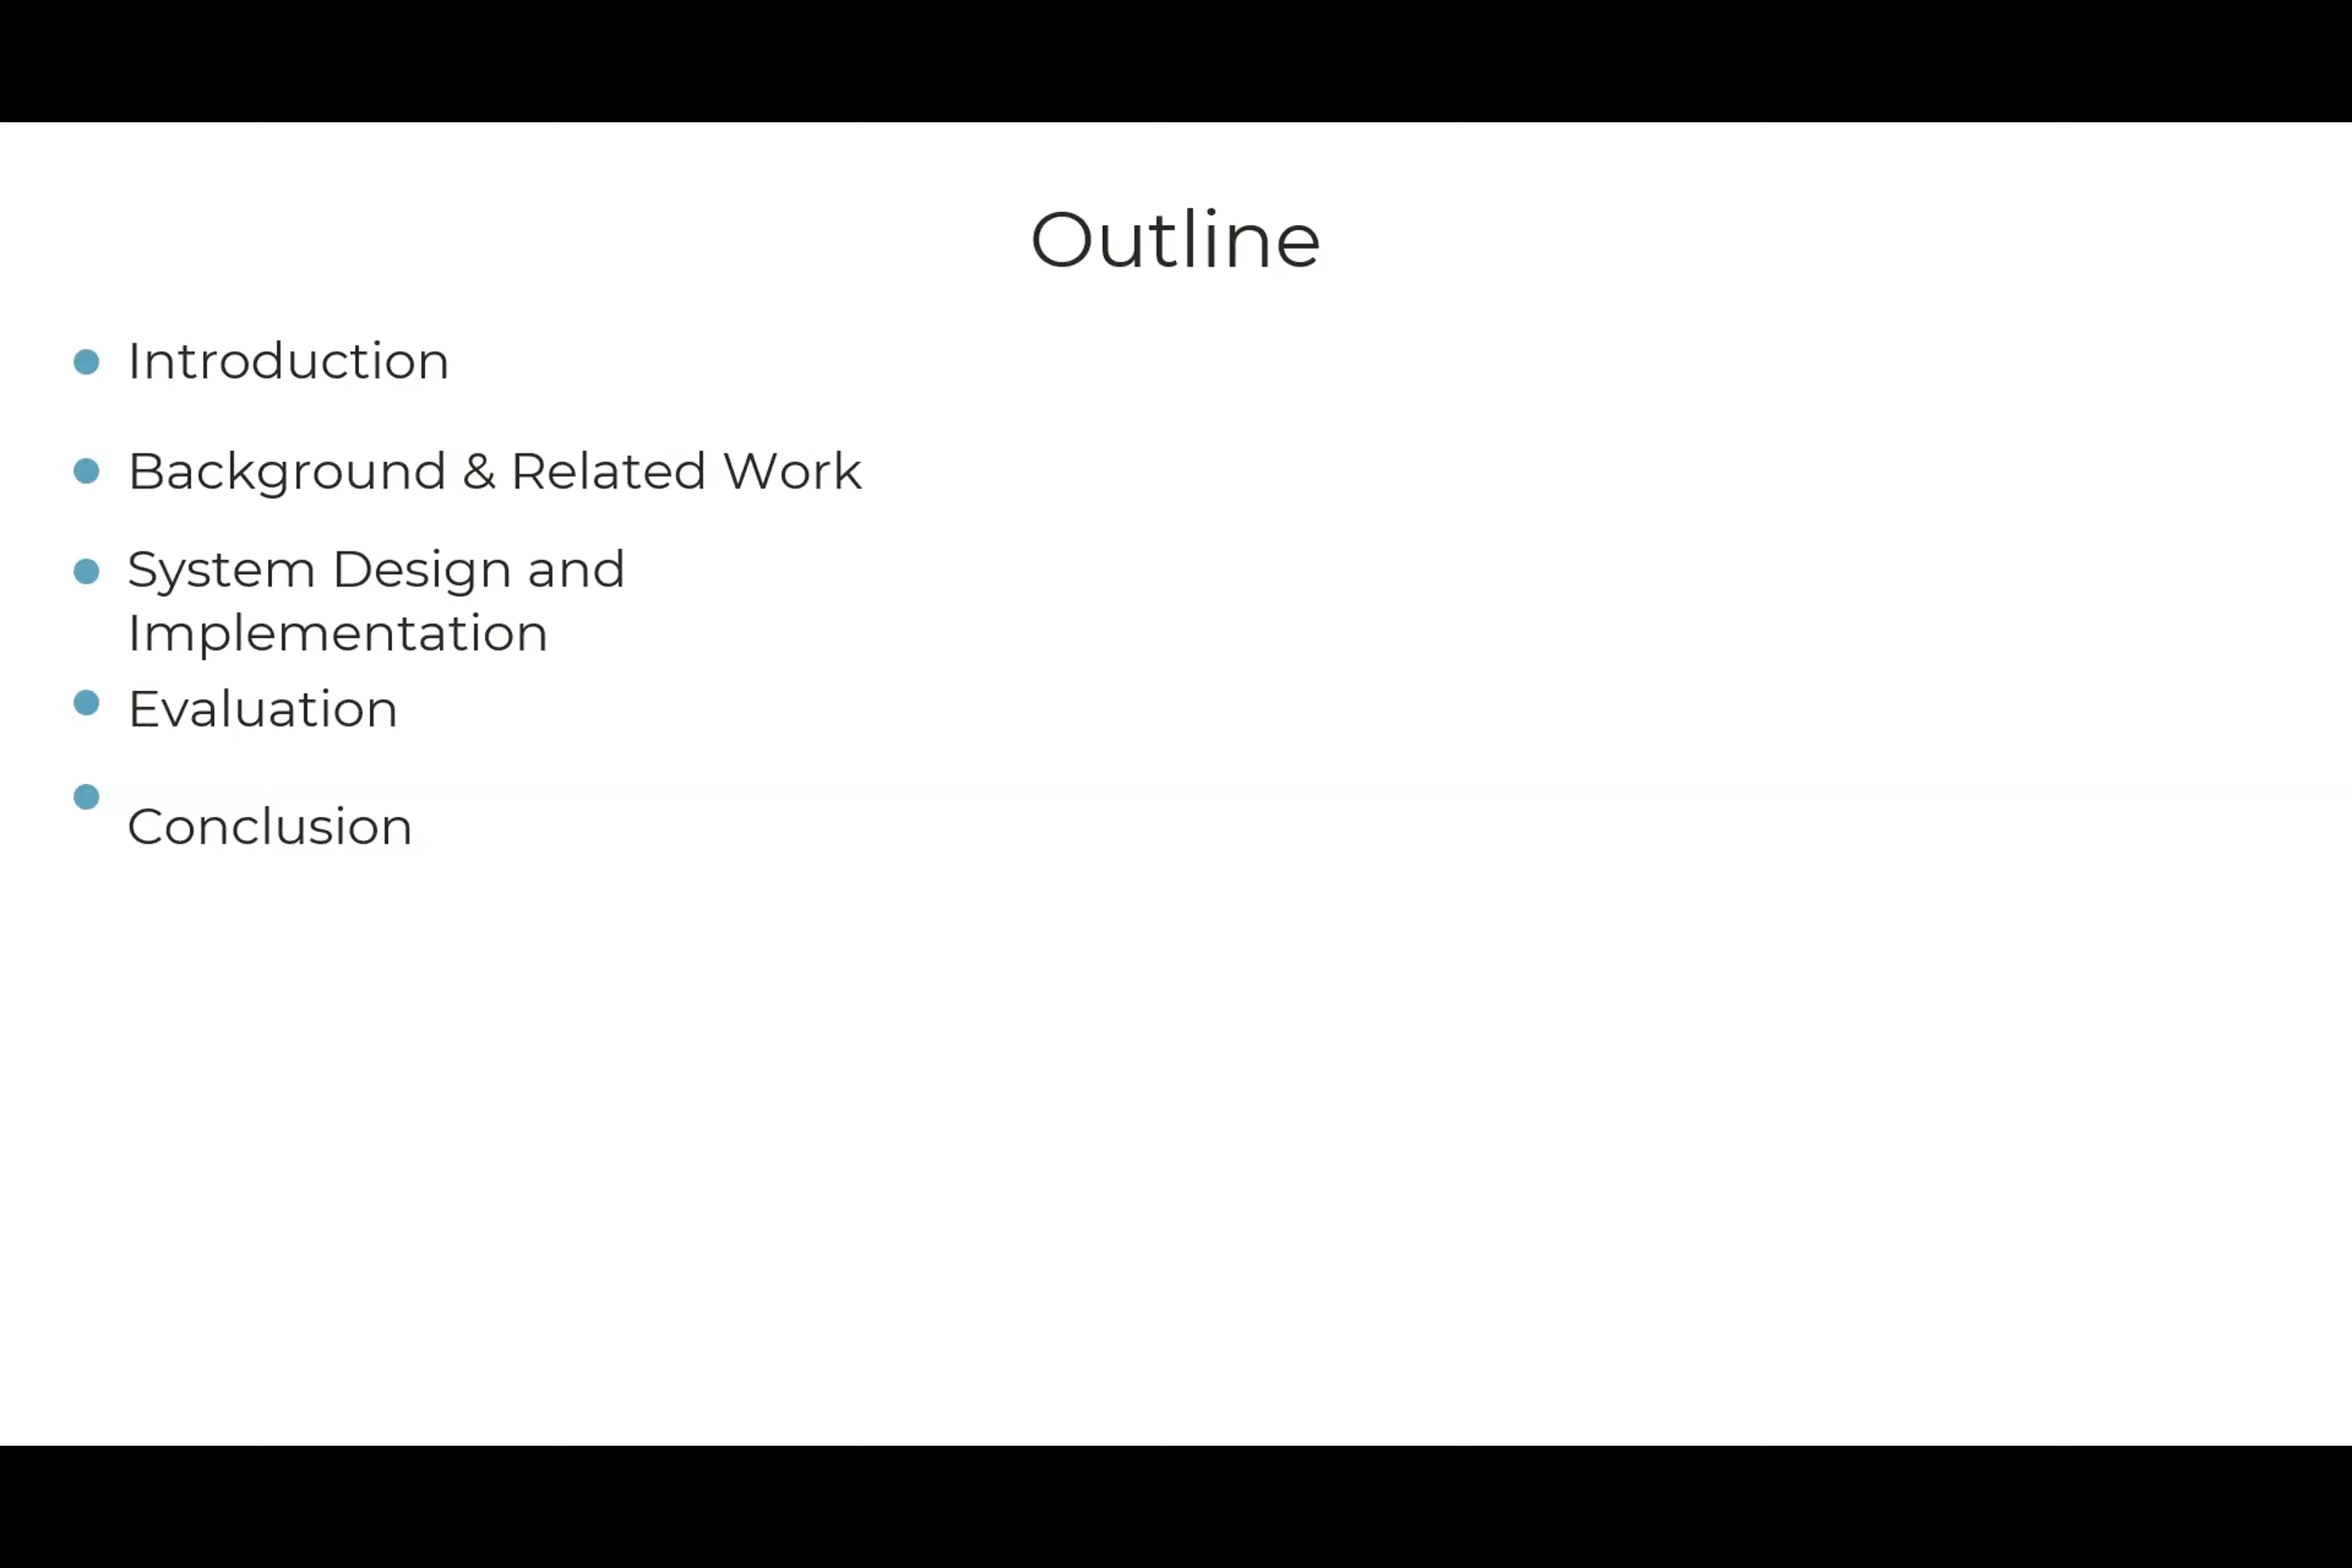 Outline
Introduction
Background & Related Work
System Design and
Implementation
Evaluation
Conclusion